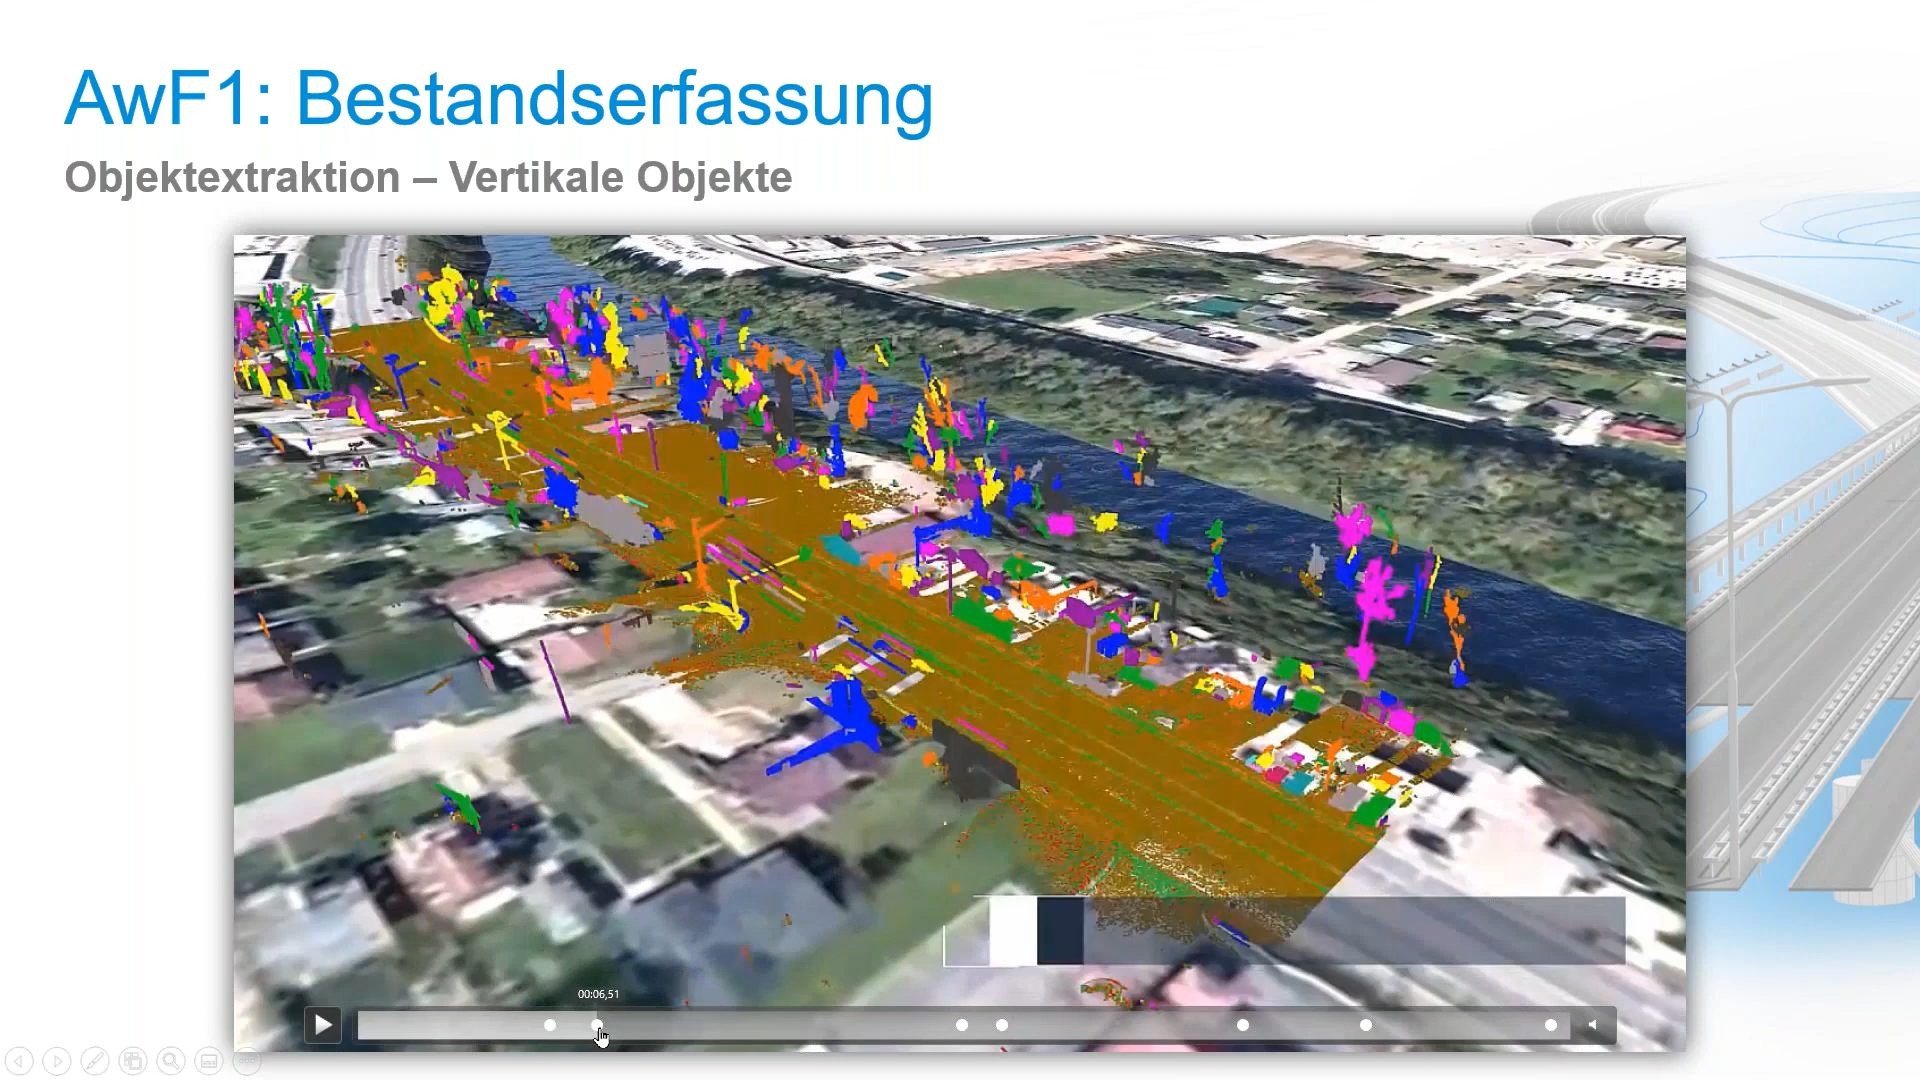 AwF1: Bestandserfassung
Objektextraktion – Vertikale Objekte
00:06,51